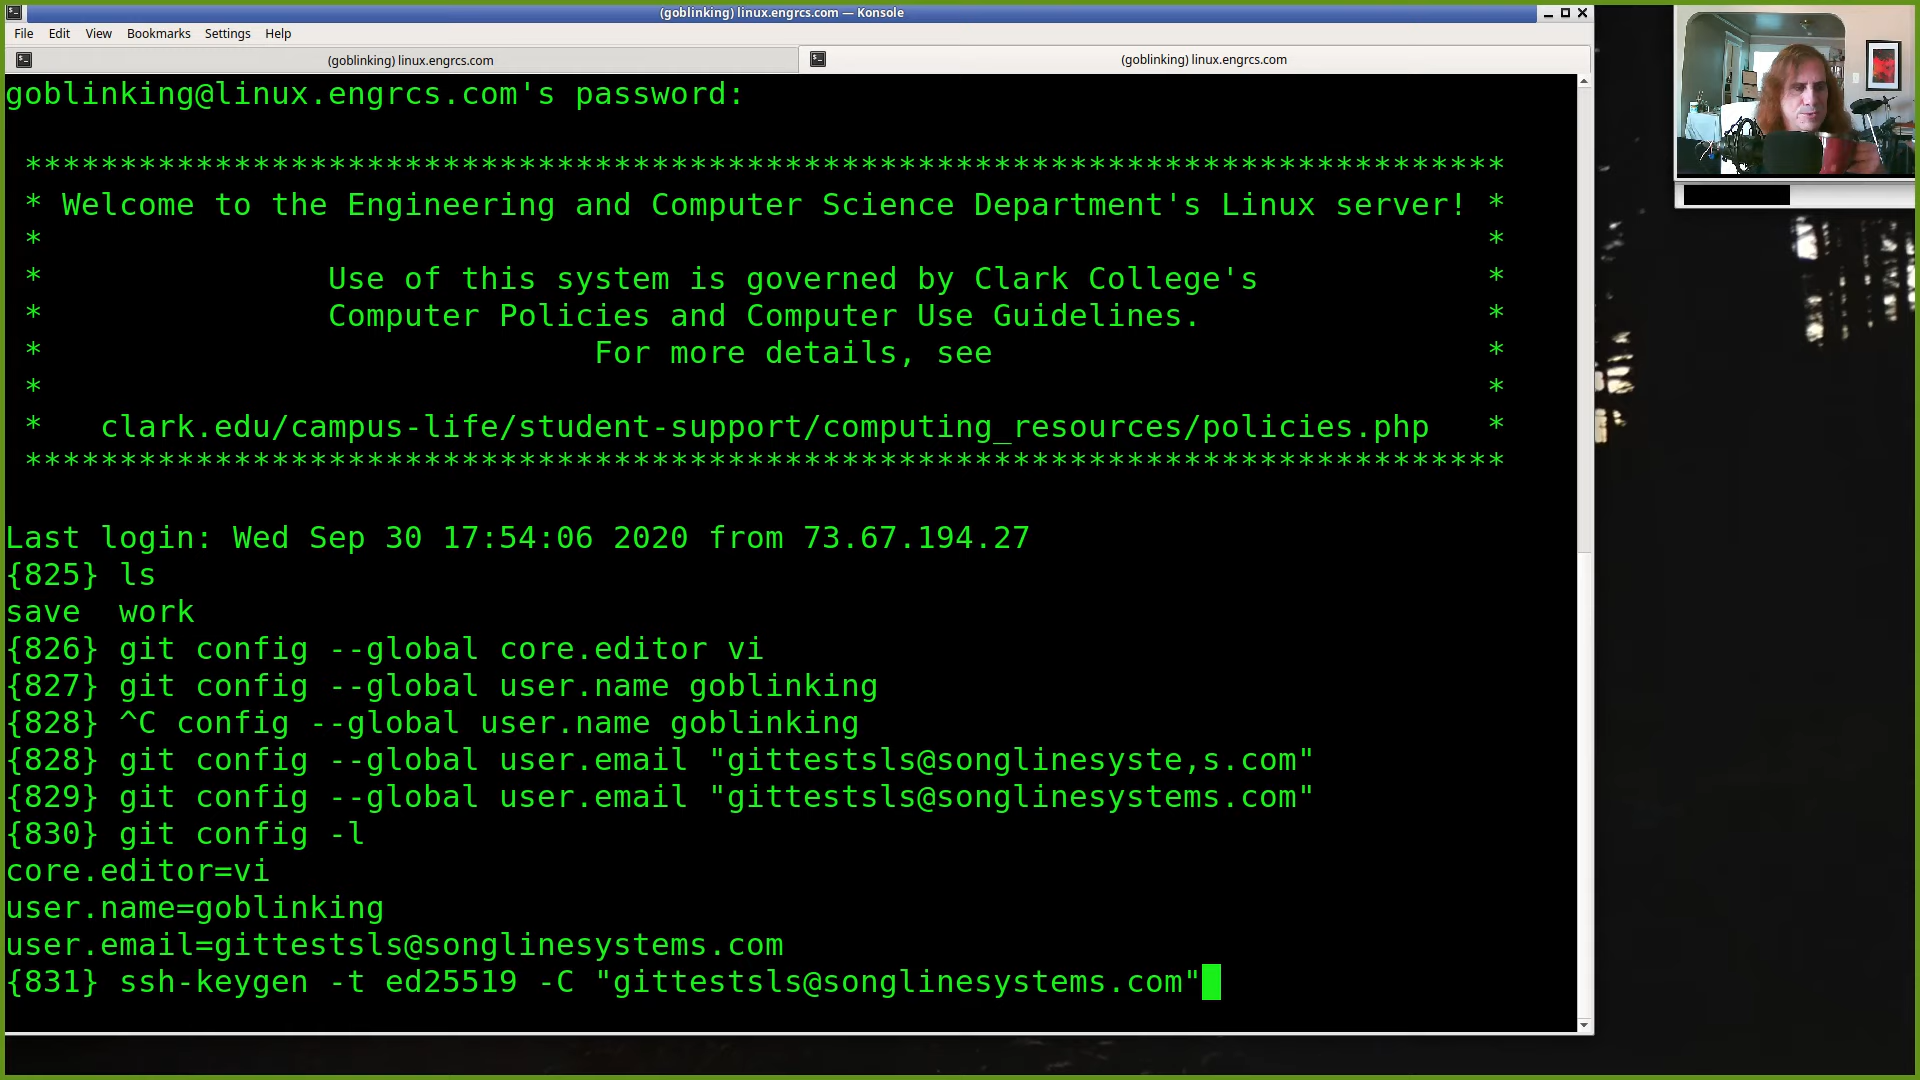 (goblinking) linux.engrcs.com — Konsole
File Edit View Bookmarks Settings Help
(goblinking) linux.engrcs.com (goblinking) linux.engrcs.com
goblinking@linux.engrcs.com's password:
******************************************************************************
* Welcome to the Engineering and Computer Science Department's Linux server! *
* *
* Use of this system is governed by Clark College's *
* Computer Policies and Computer Use Guidelines. *
* For more details, see *
* *
* clark.edu/campus-life/student-support/computing_resources/policies.php *
******************************************************************************
Last login: Wed Sep 30 17:54:06 2020 from 73.67.194.27
{825} ls
save work
{826} git config --global core.editor vi
{827} git config --global user.name goblinking
{828} ^C config --global user.name goblinking
{828} git config --global user.email "gittestsls@songlinesyste,s.com"
{829} git config --global user.email "gittestsls@songlinesystems.com"
{830} git config -l
core.editor=vi
user.name=goblinking
user.email=gittestsls@songlinesystems.com
{831} ssh-keygen -t ed25519 -C "gittestsls@songlinesystems.com"